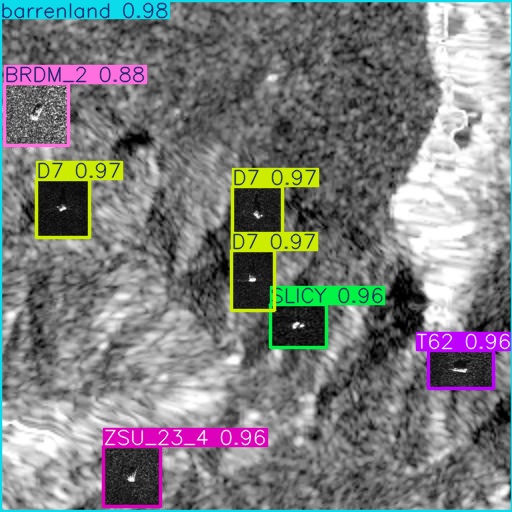 barrenland 0.98
BRDM_2 0.88
D7 0.97
D7 0.97
D7 0.97
SLICY 0.96
T62 0.96
ZSU_23_4 0.96